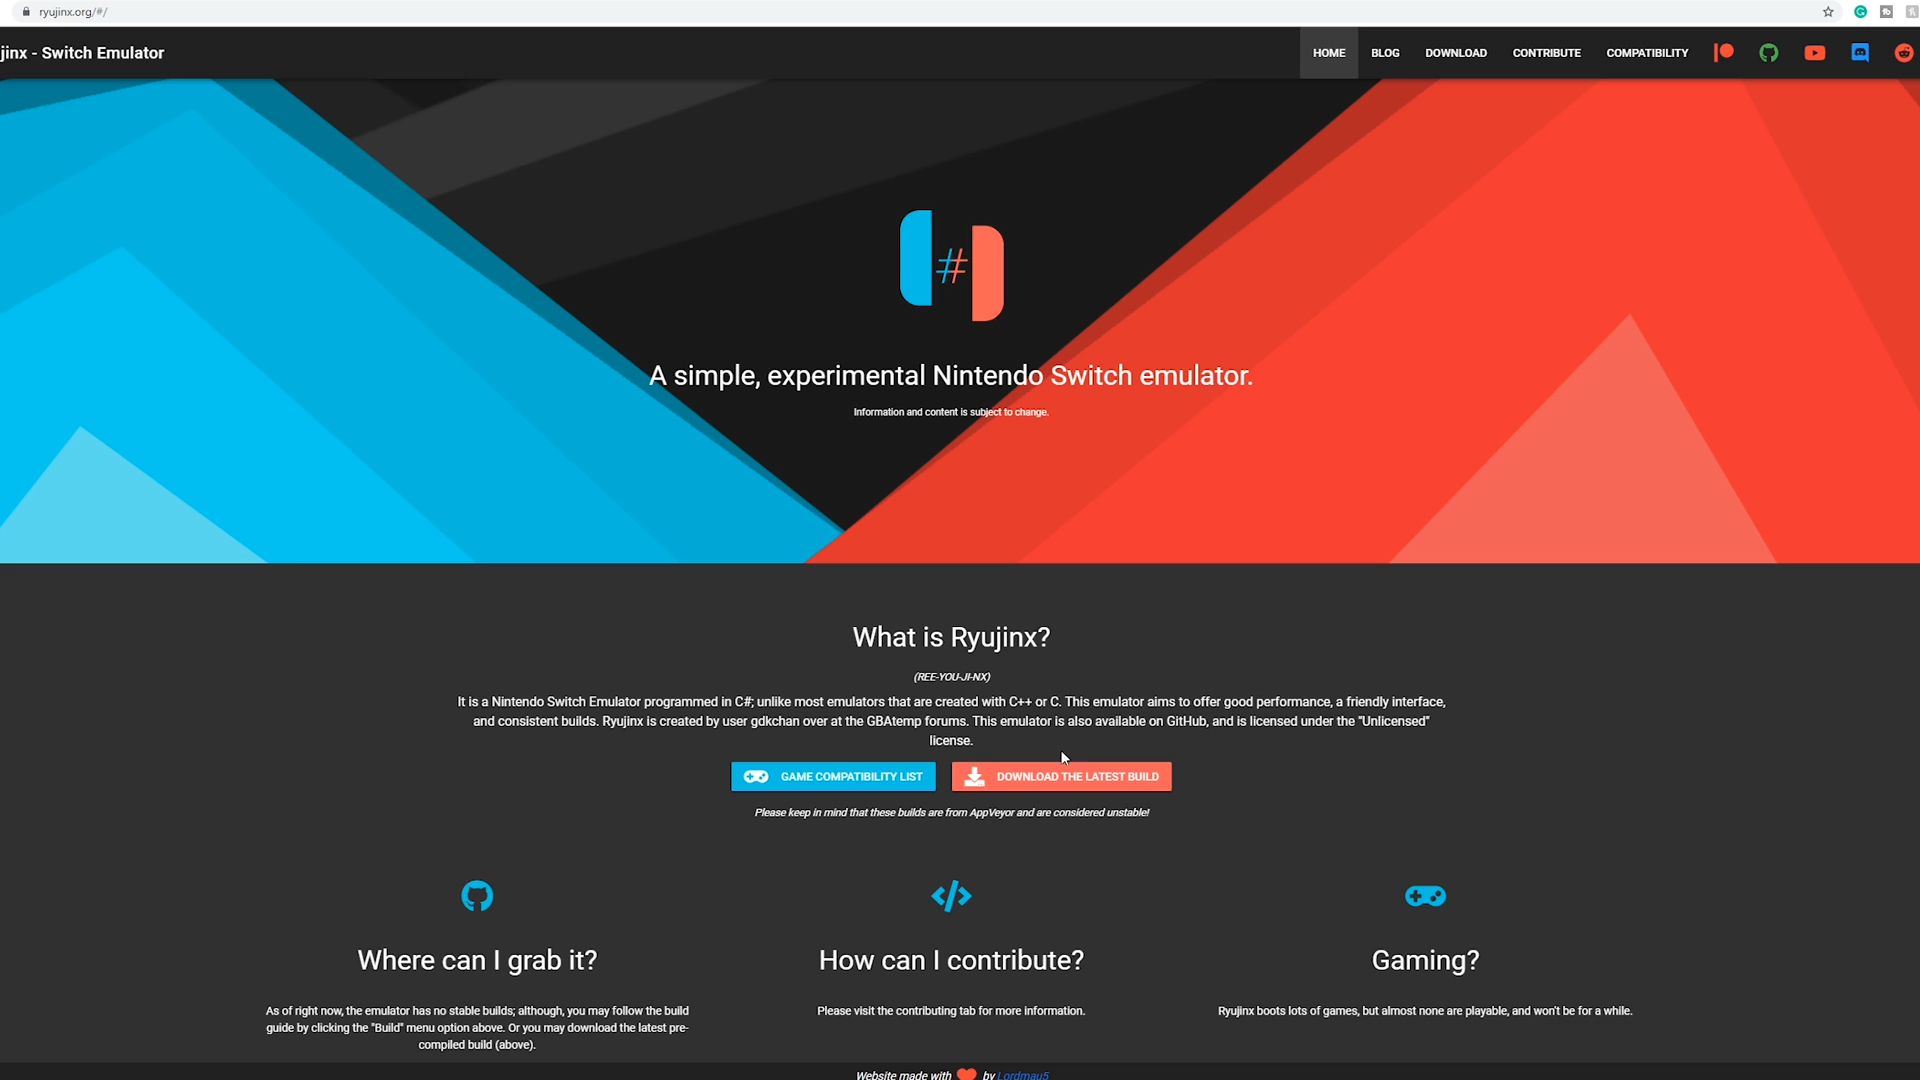 ryujinx.org/#/
jinx - Switch Emulator
HOME
BLOG
DOWNLOAD
CONTRIBUTE
COMPATIBILITY
#
A simple, experimental Nintendo Switch emulator.
Information and content is subject to change.
What is Ryujinx?
(REE-YOU-JI-NX)
It is a Nintendo Switch Emulator programmed in C#; unlike most emulators that are created with C++ or C. This emulator aims to offer good performance, a friendly interface,
and consistent builds. Ryujinx is created by user gdkchan over at the GBAtemp forums. This emulator is also available on GitHub, and is licensed under the "Unlicensed"
license.
GAME COMPATIBILITY LIST
DOWNLOAD THE LATEST BUILD
Please keep in mind that these builds are from AppVeyor and are considered unstable!
Where can I grab it?
As of right now, the emulator has no stable builds; although, you may follow the build
guide by clicking the "Build" menu option above. Or you may download the latest pre-
compiled build (above).
How can I contribute?
Please visit the contributing tab for more information.
Gaming?
Ryujinx boots lots of games, but almost none are playable, and won't be for a while.
Website made with by Lordmau5